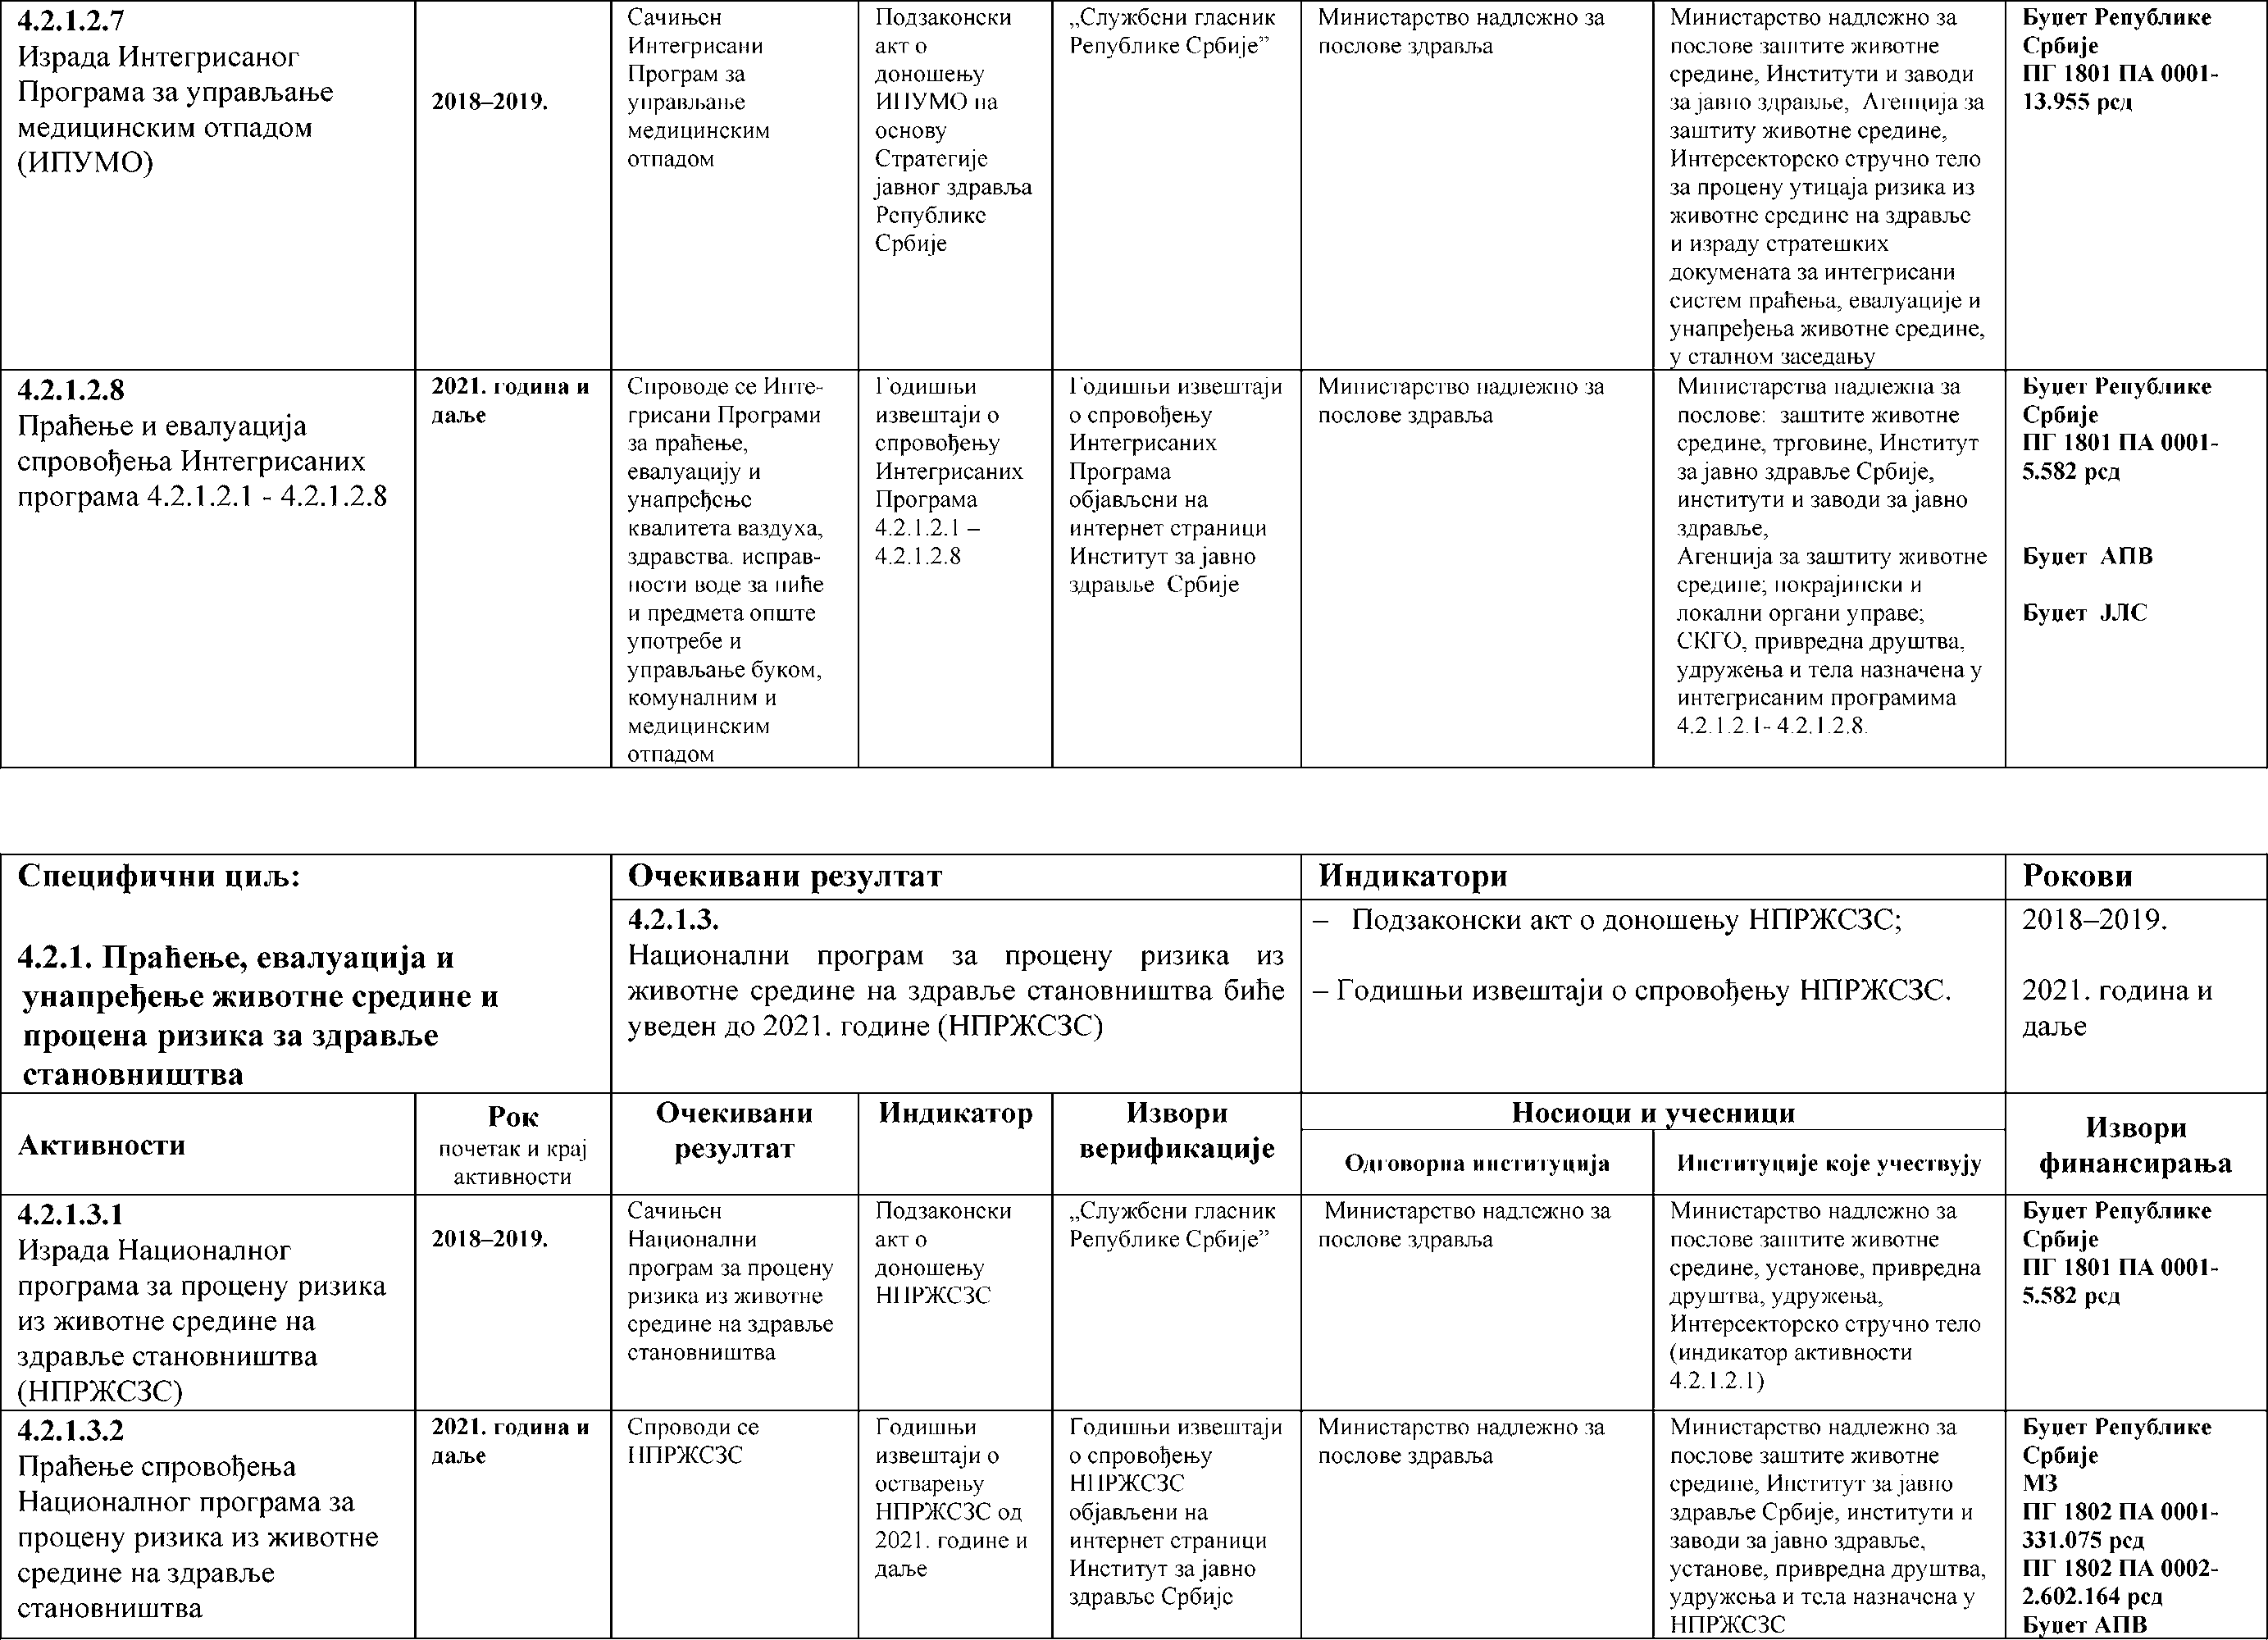 4.2.1.2.7
Израда Интегрисаног
Програма за управљање
медицинским отпадом
(ИПУМО)
2018–2019.
Сачињен
Интегрисани
Програм за
управљање
медицинским
отпадом
Подзаконски
акт о
доношењу
ИПУМО на
основу
Стратегије
јавног здравља
Републике
Србије
„Службени гласник
Републике Србије”
Министарство надлежно за
послове здравља
Министарство надлежно за
послове заштите животне
средине, Институти и заводи
за јавно здравље, Агенција за
заштиту животне средине,
Интерсекторско стручно тело
за процену утицаја ризика из
животне средине на здравље
и израду стратешких
докумената за интегрисани
систем праћења, евалуације и
унапређења животне средине,
у сталном заседању
Буџет Републике
Србије
ПГ 1801 ПА 0001-
13.955 рсд
4.2.1.2.8
Праћење и евалуација
спровођења Интегрисаних
програма 4.2.1.2.1 - 4.2.1.2.8
2021. година и
даље
Спроводе се Инте-
грисани Програми
за праћење,
евалуацију и
унапређење
квалитета ваздуха,
здравства. исправ-
ности воде за пиће
и предмета опште
употребе и
управљање буком,
комуналним и
медицинским
отпадом
Годишњи
извештаји о
спровођењу
Интегрисаних
Програма
4.2.1.2.1 –
4.2.1.2.8
Годишњи извештаји
о спровођењу
Интегрисаних
Програма
објављени на
интернет страници
Институт за јавно
здравље Србије
Министарство надлежно за
послове здравља
Министарства надлежна за
послове: заштите животне
средине, трговине, Институт
за јавно здравље Србије,
институти и заводи за јавно
здравље,
Агенција за заштиту животне
средине; покрајински и
локални органи управе;
СКГО, привредна друштва,
удружења и тела назначена у
интегрисаним програмима
4.2.1.2.1- 4.2.1.2.8.
Буџет Републике
Србије
ПГ 1801 ПА 0001-
5.582 рсд
Буџет АПВ
Буџет ЈЛС
Специфични циљ:
4.2.1. Праћење, евалуација и
унапређење животне средине и
процена ризика за здравље
становништва
Очекивани резултат
4.2.1.3.
Национални програм за процену ризика из
животне средине на здравље становништва биће
уведен до 2021. године (НПРЖСЗС)
Индикатори
– Подзаконски акт о доношењу НПРЖСЗС;
– Годишњи извештаји о спровођењу НПРЖСЗС.
Рокови
2018–2019.
2021. година и
даље
Активности
Рок
почетак и крај
активности
Очекивани
резултат
Индикатор
Извори
верификације
Носиоци и учесници
Одговорна институција
Институције које учествују
Извори
финансирања
4.2.1.3.1
Израда Националног
програма за процену ризика
из животне средине на
здравље становништва
(НПРЖСЗС)
2018–2019.
Сачињен
Национални
програм за процену
ризика из животне
средине на здравље
становништва
Подзаконски
акт о
доношењу
НПРЖСЗС
„Службени гласник
Републике Србије”
Министарство надлежно за
послове здравља
Министарство надлежно за
послове заштите животне
средине, установе, привредна
друштва, удружења,
Интерсекторско стручно тело
(индикатор активности
4.2.1.2.1)
Буџет Републике
Србије
ПГ 1801 ПА 0001-
5.582 рсд
4.2.1.3.2
Праћење спровођења
Националног програма за
процену ризика из животне
средине на здравље
становништва
2021. година и
даље
Спроводи се
НПРЖСЗС
Годишњи
извештаји о
остварењу
НПРЖСЗС од
2021. године и
даље
Годишњи извештаји
о спровођењу
НПРЖСЗС
објављени на
интернет страници
Институт за јавно
здравље Србије
Министарство надлежно за
послове здравља
Министарство надлежно за
послове заштите животне
средине, Институт за јавно
здравље Србије, институти и
заводи за јавно здравље,
установе, привредна друштва,
удружења и тела назначена у
НПРЖСЗС
Буџет Републике
Србије
МЗ
ПГ 1802 ПА 0001-
331.075 рсд
ПГ 1802 ПА 0002-
2.602.164 рсд
Буџет АПВ